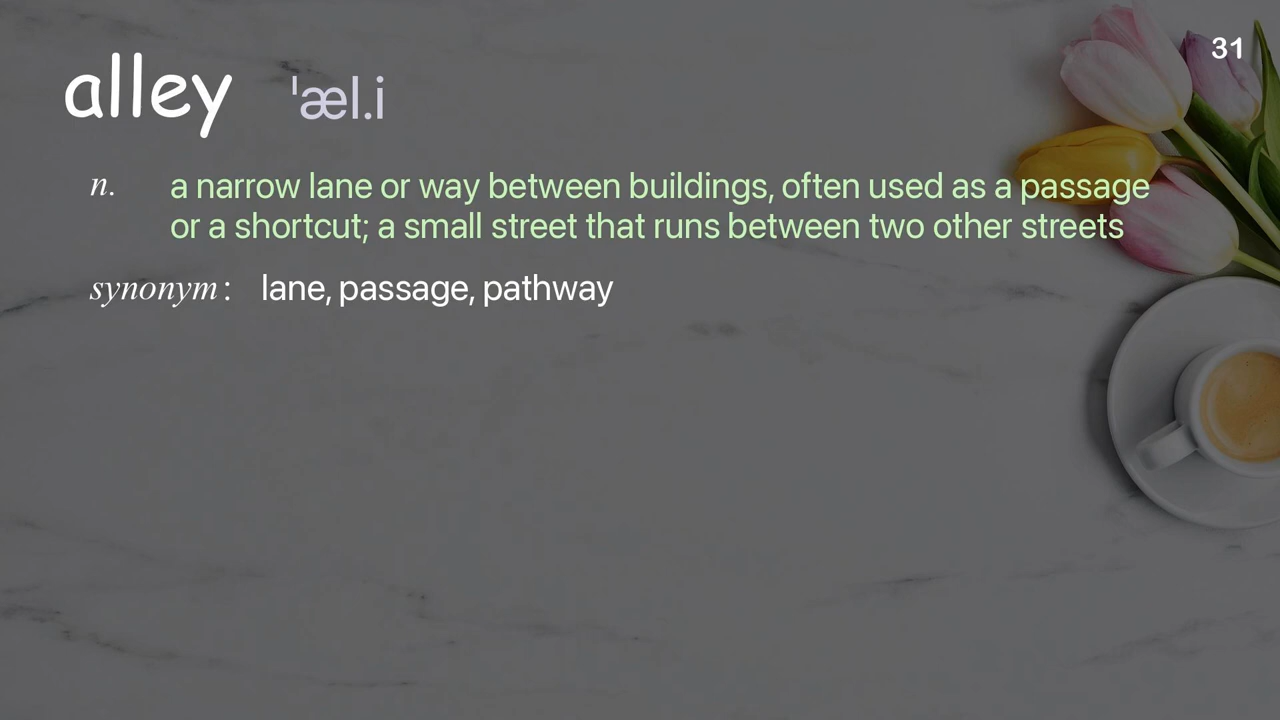 31
alley ˈæl.i
n. a narrow lane or way between buildings, often used as a passage
or a shortcut; a small street that runs between two other streets
synonym: lane, passage, pathway